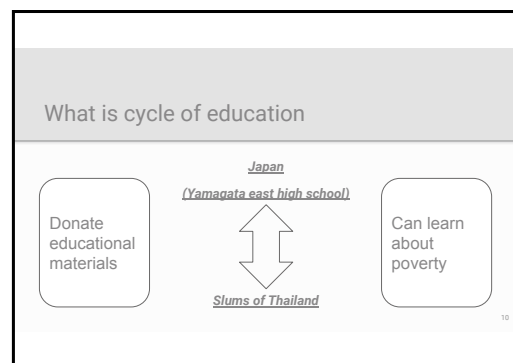 What is cycle of education
Japan
(Yamagata east high school)
Donate
educational
materials
Can learn
about
poverty
Slums of Thailand
10